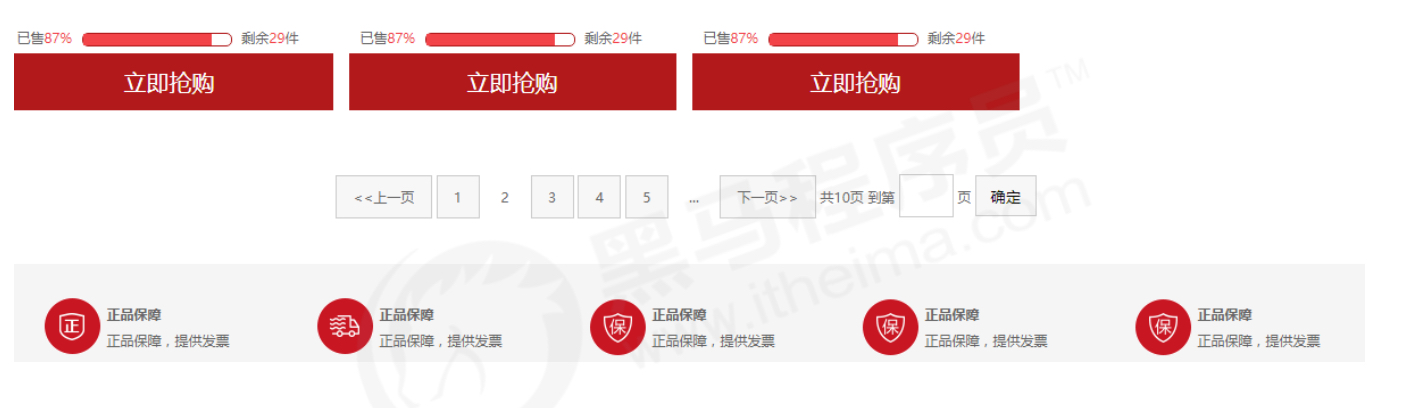 已售87% 剩余29件 已售87% 剩余29件 已售87% 剩余29件
立即抢购 立即抢购 立即抢购
<<上一页 1 2 3 4 5 ... 下一页>> 共10页 到第 页 确定
正 正品保障 正品保障 保 正品保障 保 正品保障 保 正品保障
正品保障，提供发票 正品保障，提供发票 正品保障，提供发票 正品保障，提供发票 正品保障，提供发票
黑马程序员™
www.itheima.com